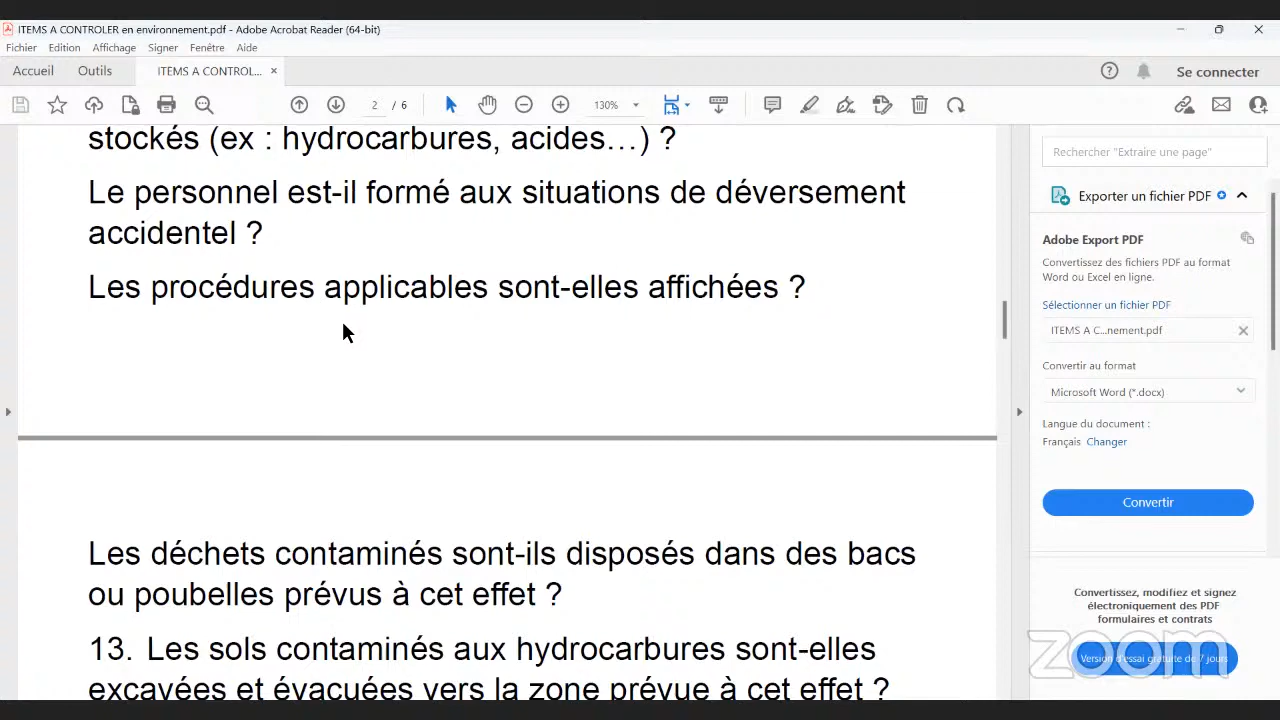 ITEMS A CONTROLER en environnement.pdf - Adobe Acrobat Reader (64-bit)
Fichier Edition Affichage Signer Fenêtre Aide
Accueil Outils ITEMS A CONTROL... × Se connecter
2 / 6 130%
stockés (ex : hydrocarbures, acides…) ?
Le personnel est-il formé aux situations de déversement
accidentel ?
Les procédures applicables sont-elles affichées ?
Les déchets contaminés sont-ils disposés dans des bacs
ou poubelles prévus à cet effet ?
13. Les sols contaminés aux hydrocarbures sont-elles
excavées et évacuées vers la zone prévue à cet effet ?
Rechercher "Extraire une page"
Exporter un fichier PDF
Adobe Export PDF
Convertissez des fichiers PDF au format
Word ou Excel en ligne.
Sélectionner un fichier PDF
ITEMS A C...nement.pdf
Convertir au format
Microsoft Word (*.docx)
Langue du document :
Français Changer
Convertir
Convertissez, modifiez et signez
électroniquement des PDF
formulaires et contrats
Version d'essai gratuite de 7 jours
zoom